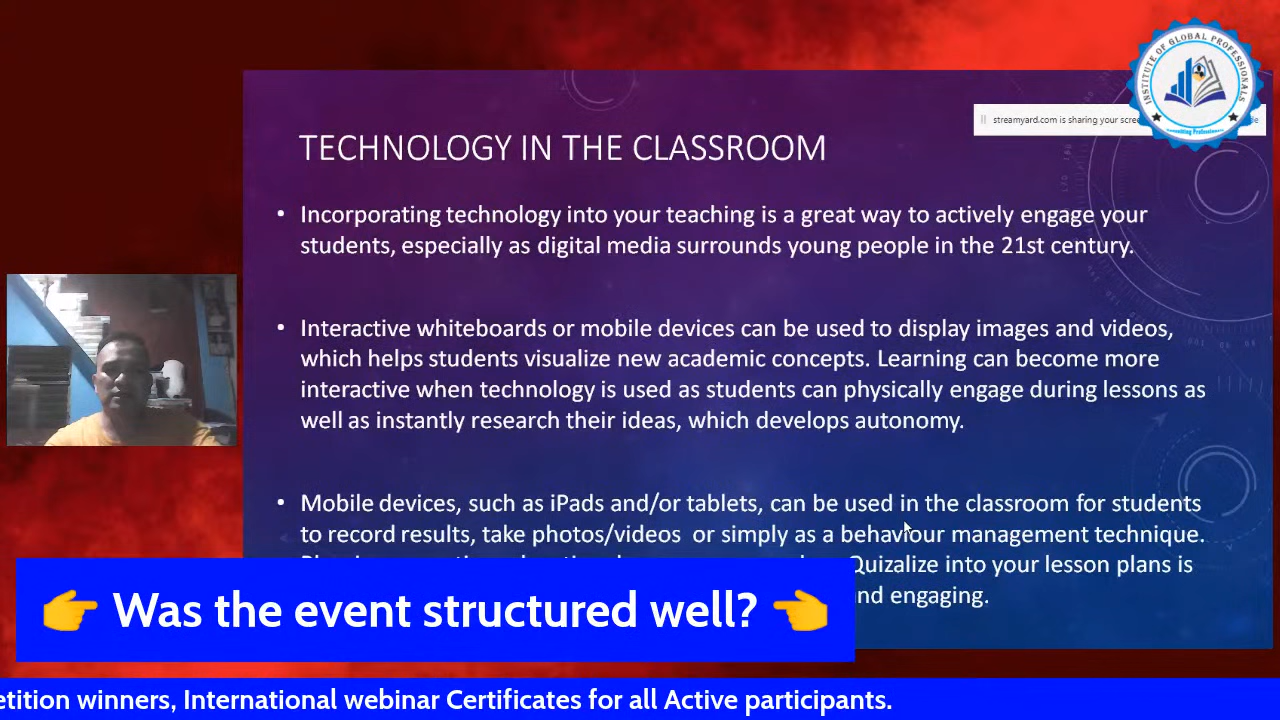 INSTITUTE OF GLOBAL PROFESSIONALS
streamyard.com is sharing your
TECHNOLOGY IN THE CLASSROOM
• Incorporating technology into your teaching is a great way to actively engage your
students, especially as digital media surrounds young people in the 21st century.
• Interactive whiteboards or mobile devices can be used to display images and videos,
which helps students visualize new academic concepts. Learning can become more
interactive when technology is used as students can physically engage during lessons as
well as instantly research their ideas, which develops autonomy.
• Mobile devices, such as iPads and/or tablets, can be used in the classroom for students
to record results, take photos/videos or simply as a behaviour management technique.
Quizalize into your lesson plans is
engaging.
👉 Was the event structured well? 👈
winners, International webinar Certificates for all Active participants.